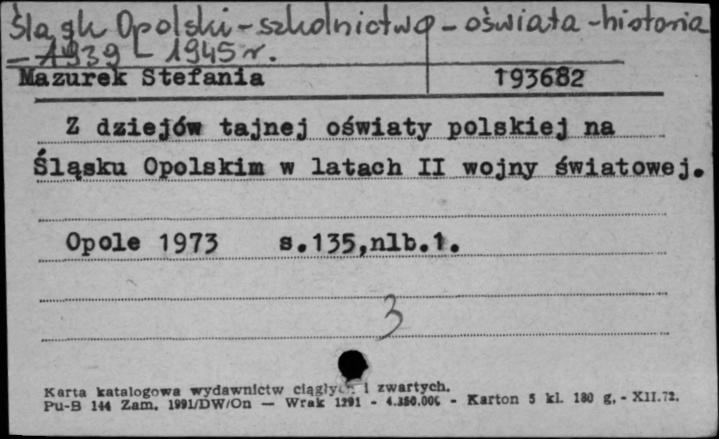 Śląsk Opolski - szkolnictwo - oświata - historia
- 1939 - 1945 r.
Mazurek Stefania 193682
Z dziejów tajnej oświaty polskiej na
Śląsku Opolskim w latach II wojny światowej.
Opole 1973 s.135,nlb.1.
3
Karta katalogowa wydawnictw ciągłych i zwartych.
Pu-B 144 Zam. 1991/DW/On — Wrak 1291 - 4.350.000 - Karton 5 kl. 180 g. - XII.72.